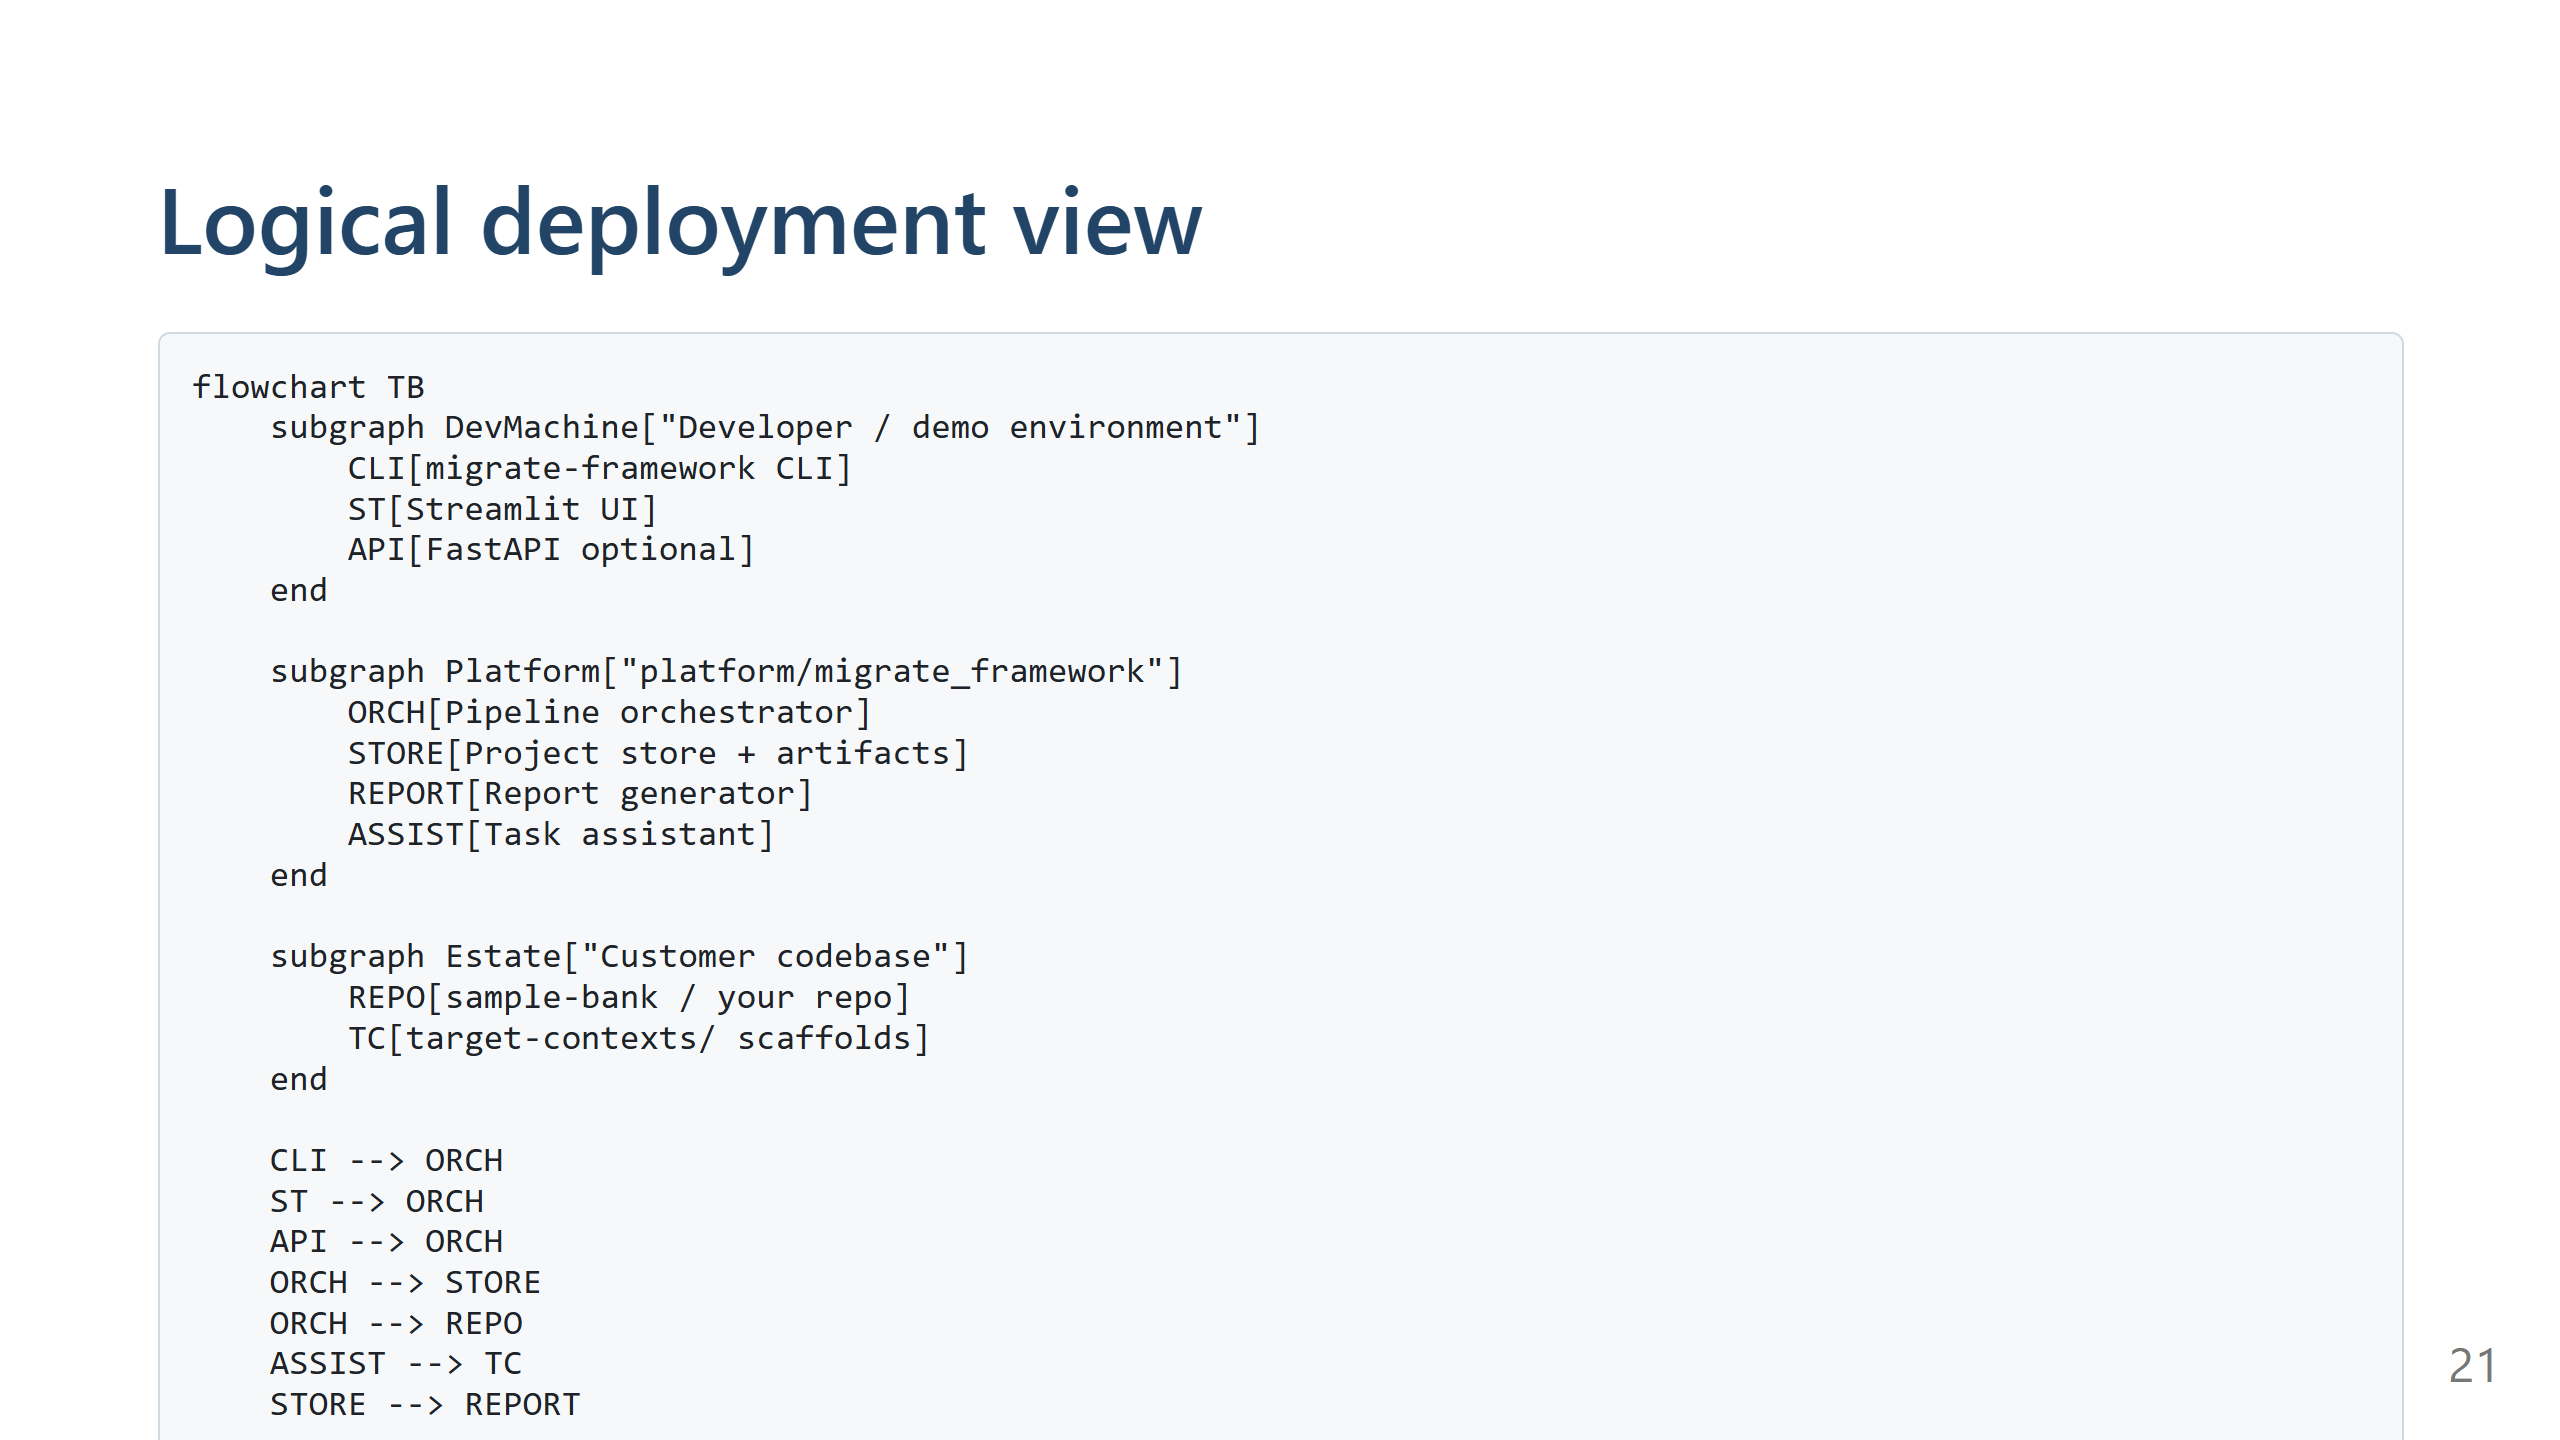 Logical deployment view
flowchart TB
    subgraph DevMachine["Developer / demo environment"]
        CLI[migrate-framework CLI]
        ST[Streamlit UI]
        API[FastAPI optional]
    end

    subgraph Platform["platform/migrate_framework"]
        ORCH[Pipeline orchestrator]
        STORE[Project store + artifacts]
        REPORT[Report generator]
        ASSIST[Task assistant]
    end

    subgraph Estate["Customer codebase"]
        REPO[sample-bank / your repo]
        TC[target-contexts/ scaffolds]
    end

    CLI --> ORCH
    ST --> ORCH
    API --> ORCH
    ORCH --> STORE
    ORCH --> REPO
    ASSIST --> TC
    STORE --> REPORT
21